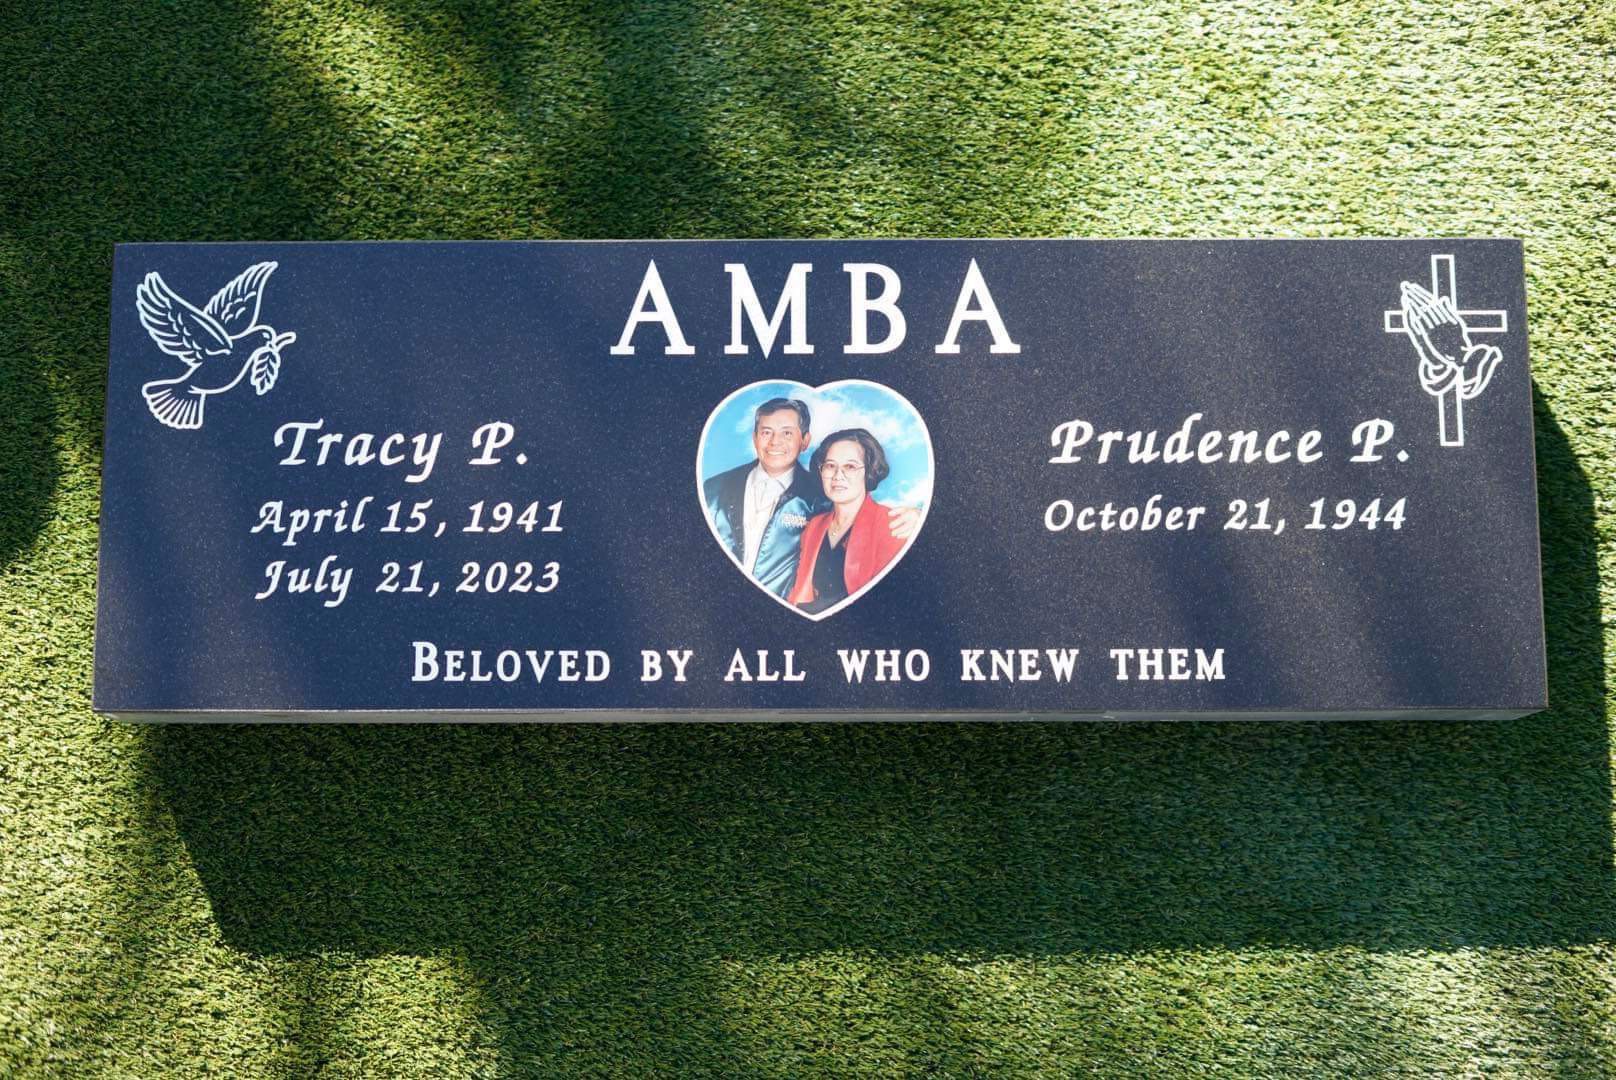 AMBA
Tracy P.
April 15, 1941
July 21, 2023
Prudence P.
October 21, 1944
BELOVED BY ALL WHO KNEW THEM